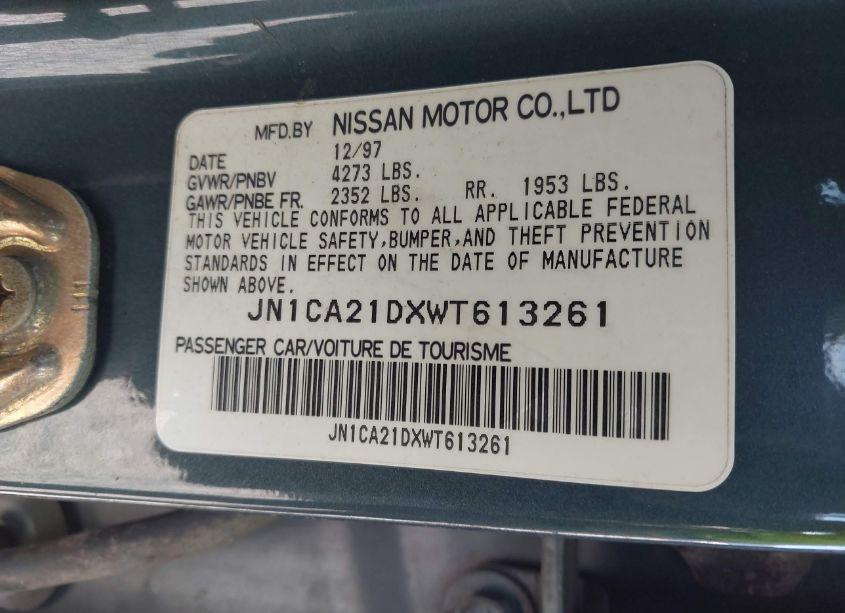 MFD.BY NISSAN MOTOR CO.,LTD
DATE 12/97
GVWR/PNBV 4273 LBS.
GAWR/PNBE FR. 2352 LBS. RR. 1953 LBS.
THIS VEHICLE CONFORMS TO ALL APPLICABLE FEDERAL
MOTOR VEHICLE SAFETY,BUMPER,AND THEFT PREVENTION
STANDARDS IN EFFECT ON THE DATE OF MANUFACTURE
SHOWN ABOVE.
JN1CA21DXWT613261
PASSENGER CAR/VOITURE DE TOURISME
JN1CA21DXWT613261